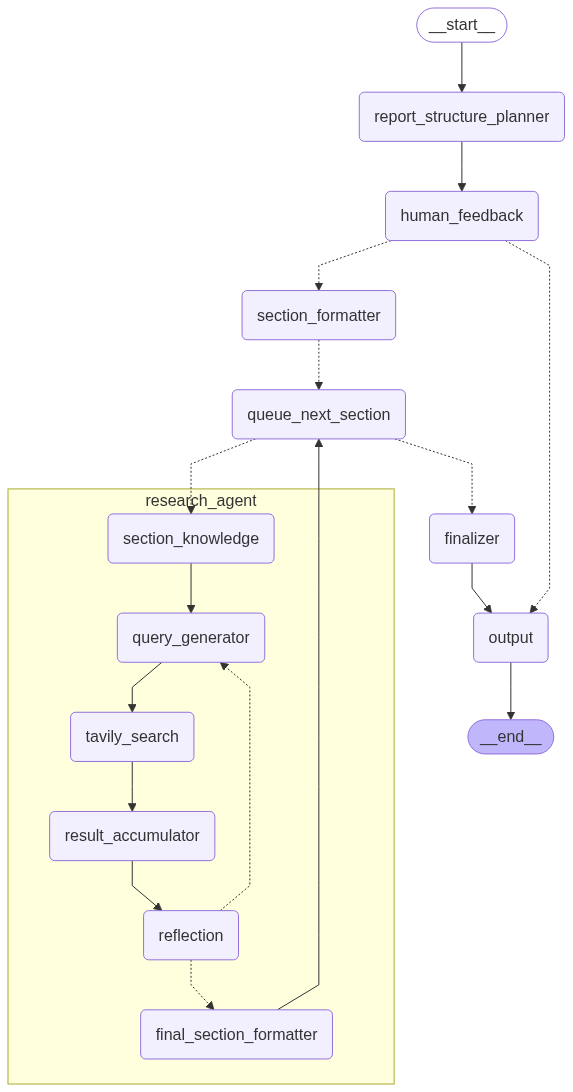 __start__
report_structure_planner
human_feedback
section_formatter
queue_next_section
research_agent
section_knowledge
finalizer
query_generator
output
tavily_search
__end__
result_accumulator
reflection
final_section_formatter